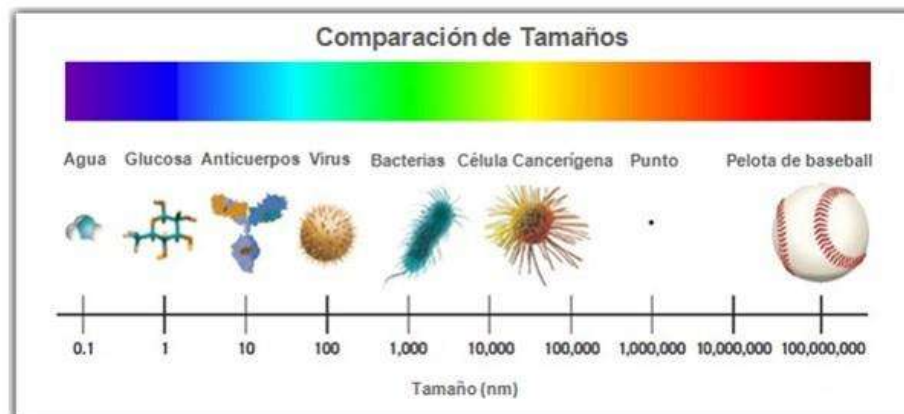 Comparación de Tamaños
Agua Glucosa Anticuerpos Virus Bacterias Célula Cancerígena Punto Pelota de baseball
0.1 1 10 100 1,000 10,000 100,000 1,000,000 10,000,000 100,000,000
Tamaño (nm)